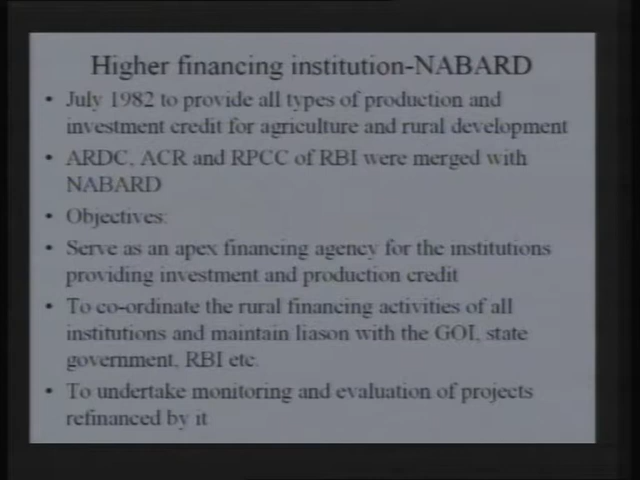 Higher financing institution-NABARD
• July 1982 to provide all types of production and
investment credit for agriculture and rural development
• ARDC, ACR and RPCC of RBI were merged with
NABARD
• Objectives:
• Serve as an apex financing agency for the institutions
providing investment and production credit
• To co-ordinate the rural financing activities of all
institutions and maintain liason with the GOI, state
government, RBI etc.
• To undertake monitoring and evaluation of projects
refinanced by it